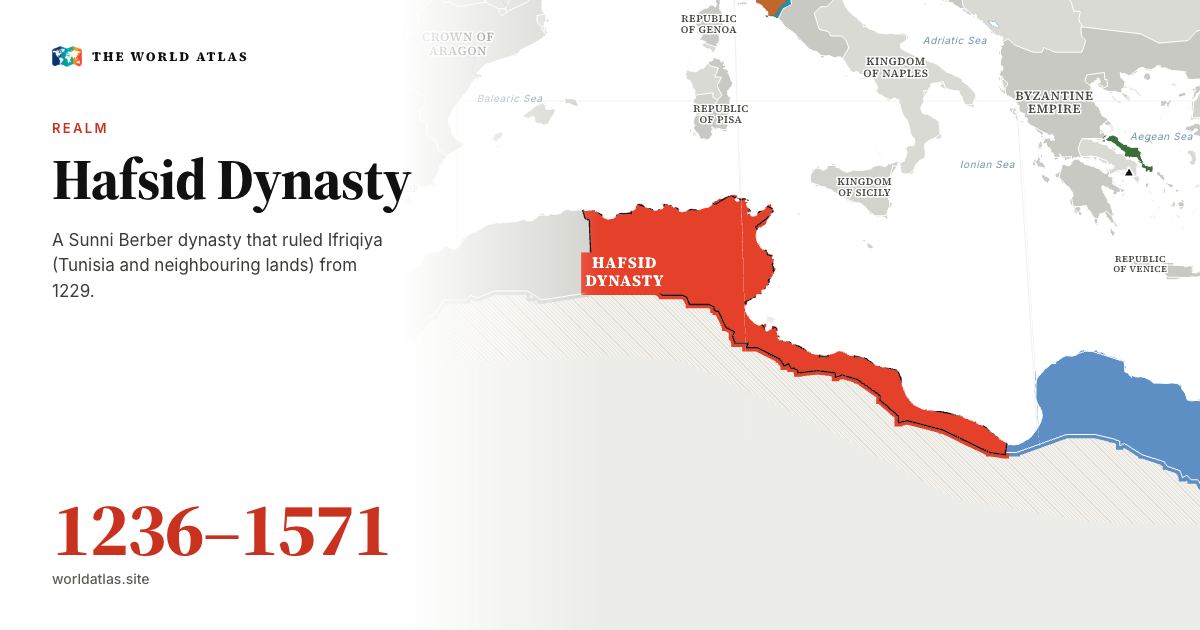 THE WORLD ATLAS
REALM
Hafsid Dynasty
A Sunni Berber dynasty that ruled Ifriqiya
(Tunisia and neighbouring lands) from
1229.
1236–1571
worldatlas.site
CROWN OF
ARAGON
Balearic Sea
REPUBLIC
OF GENOA
REPUBLIC
OF PISA
Adriatic Sea
KINGDOM
OF NAPLES
BYZANTINE
EMPIRE
Aegean Sea
Ionian Sea
KINGDOM
OF SICILY
REPUBLIC
OF VENICE
HAFSID
DYNASTY